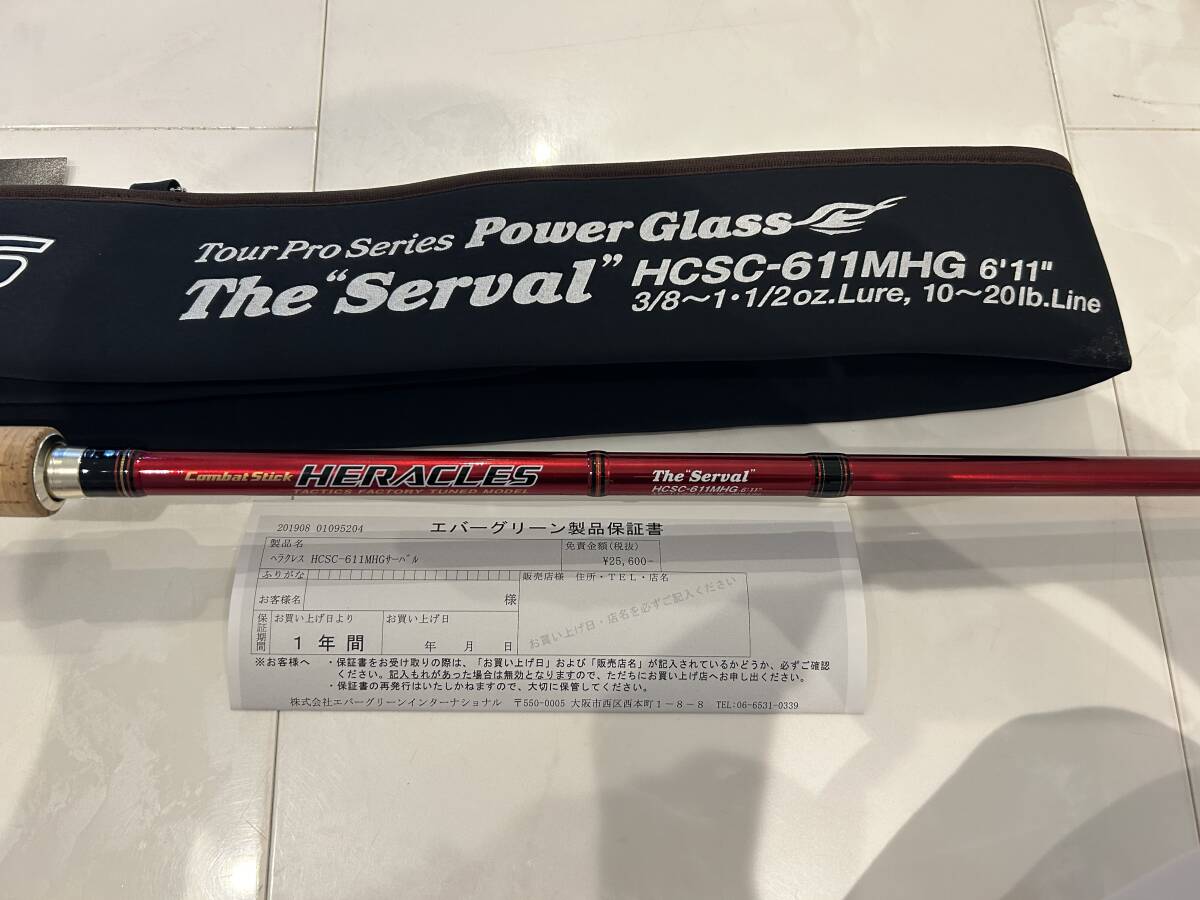 Tour Pro Series Power Glass
The "Serval" HCSC-611MHG 6'11"
3/8～1・1/2oz.Lure, 10～20lb.Line
Combat Stick HERACLES
TACTICS FACTORY TUNED MODEL
The "Serval"
HCSC-611MHG 6'11"
201908 01095204 エバーグリーン製品保証書
製品名
免責金額(税抜)
ﾍﾗｸﾚｽ HCSC-611MHGｻｰﾊﾞﾙ
¥25,600-
ふりがな
販売店様 住所・TEL・店名
お客様名 様
お買い上げ日・店名を必ずご記入ください
保証期間
お買い上げ日より
お買い上げ日
1 年間
年 月 日
※お客様へ ・保証書をお受け取りの際は、「お買い上げ日」および「販売店名」が記入されているかどうか、必ずご確認
ください。記入もれがあった場合は無効となりますので、ただちにお買い上げ店へお申し出ください。
・保証書の再発行はいたしかねますので、大切に保管してください。
株式会社エバーグリーンインターナショナル 〒550-0005 大阪市西区西本町1－8－8 TEL:06-6531-0339